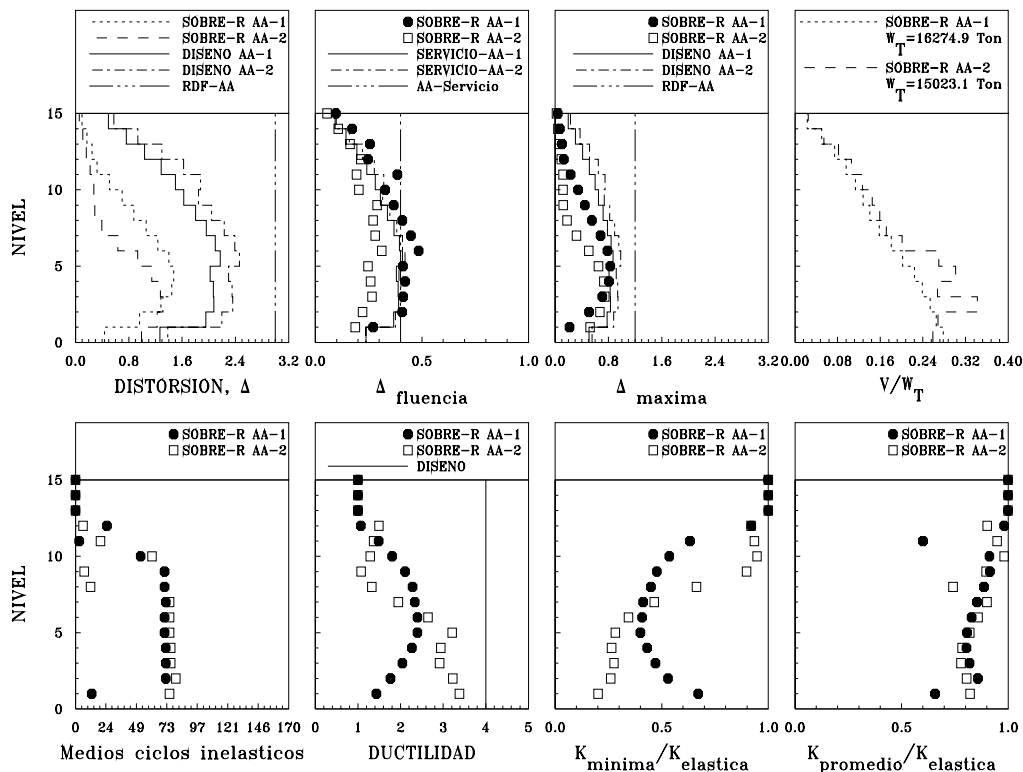 SOBRE-R AA-1
SOBRE-R AA-2
DISENO AA-1
DISENO AA-2
RDF-AA
15
10
5
0
NIVEL
0.0 0.8 1.6 2.4 3.2
DISTORSION, Δ
SOBRE-R AA-1
SOBRE-R AA-2
SERVICIO-AA-1
SERVICIO-AA-2
AA-Servicio
0.0 0.5 1.0
Δ fluencia
SOBRE-R AA-1
SOBRE-R AA-2
DISENO AA-1
DISENO AA-2
RDF-AA
0.0 0.8 1.6 2.4 3.2
Δ maxima
SOBRE-R AA-1
W_T=16274.9 Ton
SOBRE-R AA-2
W_T=15023.1 Ton
0.00 0.08 0.16 0.24 0.32 0.40
V/W_T
SOBRE-R AA-1
SOBRE-R AA-2
15
10
5
0
NIVEL
0 24 49 73 97 121 146 170
Medios ciclos inelasticos
SOBRE-R AA-1
SOBRE-R AA-2
DISENO
0 1 2 3 4 5
DUCTILIDAD
SOBRE-R AA-1
SOBRE-R AA-2
0.0 0.5 1.0
K_minima/K_elastica
SOBRE-R AA-1
SOBRE-R AA-2
0.0 0.5 1.0
K_promedio/K_elastica